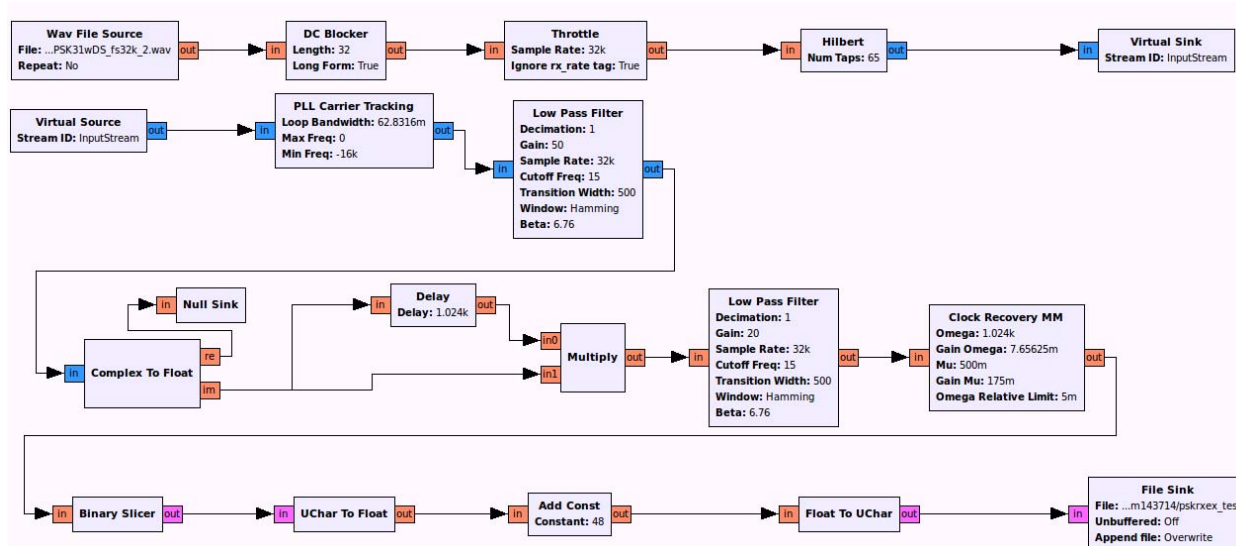 Wav File Source
File: ...PSK31wDS_fs32k_2.wav
Repeat: No
out
in
DC Blocker
Length: 32
Long Form: True
out
in
Throttle
Sample Rate: 32k
Ignore rx_rate tag: True
out
in
Hilbert
Num Taps: 65
out
in
Virtual Sink
Stream ID: InputStream
Virtual Source
Stream ID: InputStream
out
in
PLL Carrier Tracking
Loop Bandwidth: 62.8316m
Max Freq: 0
Min Freq: -16k
out
in
Low Pass Filter
Decimation: 1
Gain: 50
Sample Rate: 32k
Cutoff Freq: 15
Transition Width: 500
Window: Hamming
Beta: 6.76
out
in
Null Sink
in
Complex To Float
re
im
in
Delay
Delay: 1.024k
out
in0
in1
Multiply
out
in
Low Pass Filter
Decimation: 1
Gain: 20
Sample Rate: 32k
Cutoff Freq: 15
Transition Width: 500
Window: Hamming
Beta: 6.76
out
in
Clock Recovery MM
Omega: 1.024k
Gain Omega: 7.65625m
Mu: 500m
Gain Mu: 175m
Omega Relative Limit: 5m
out
in
Binary Slicer
out
in
UChar To Float
out
in
Add Const
Constant: 48
out
in
Float To UChar
out
in
File Sink
File: ...m143714/pskrxex_tes
Unbuffered: Off
Append file: Overwrite